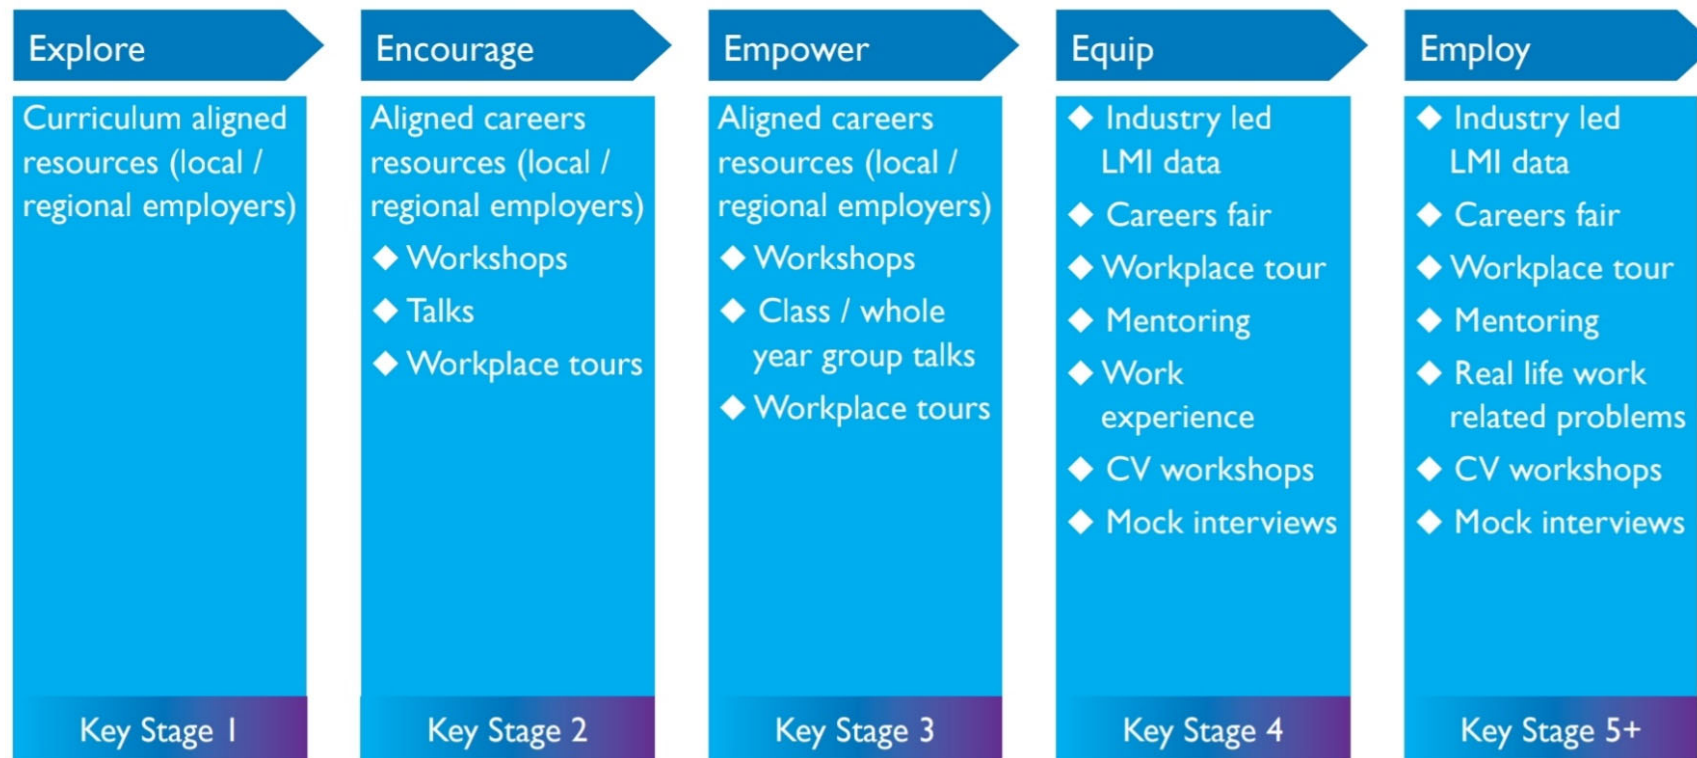 Explore
Curriculum aligned
resources (local /
regional employers)
Key Stage 1
Encourage
Aligned careers
resources (local /
regional employers)
◆ Workshops
◆ Talks
◆ Workplace tours
Key Stage 2
Empower
Aligned careers
resources (local /
regional employers)
◆ Workshops
◆ Class / whole
year group talks
◆ Workplace tours
Key Stage 3
Equip
◆ Industry led
LMI data
◆ Careers fair
◆ Workplace tour
◆ Mentoring
◆ Work
experience
◆ CV workshops
◆ Mock interviews
Key Stage 4
Employ
◆ Industry led
LMI data
◆ Careers fair
◆ Workplace tour
◆ Mentoring
◆ Real life work
related problems
◆ CV workshops
◆ Mock interviews
Key Stage 5+